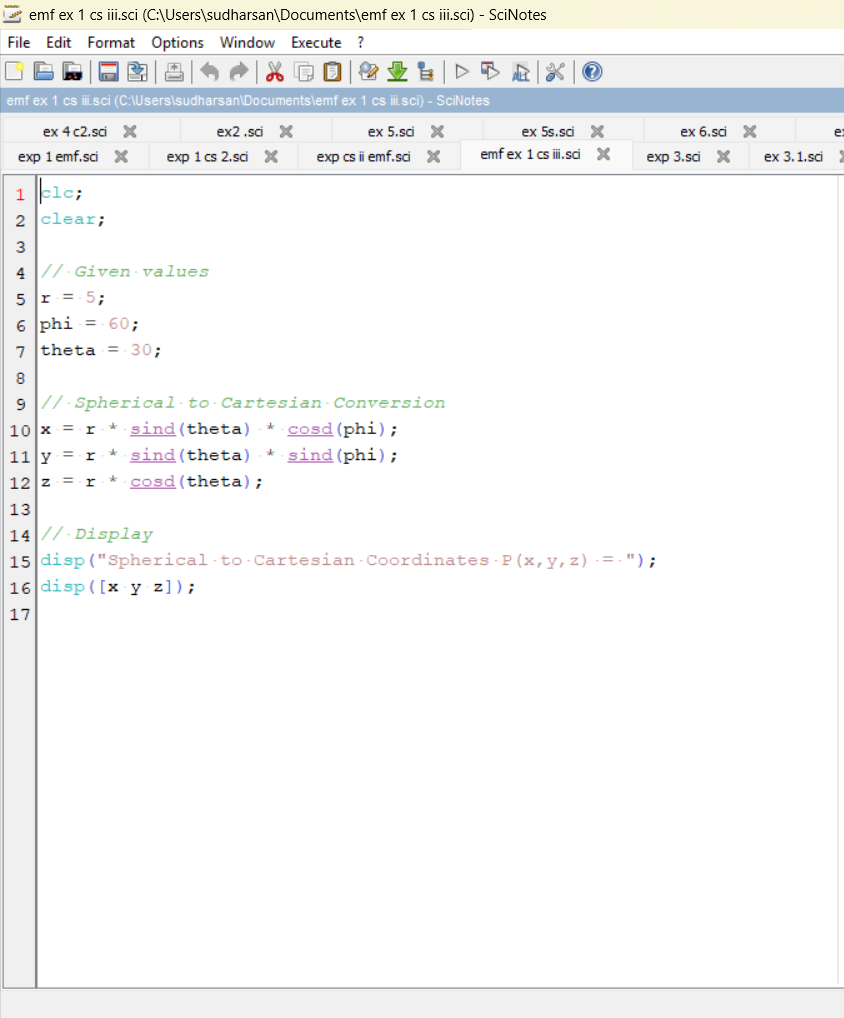 emf ex 1 cs iii.sci (C:\Users\sudharsan\Documents\emf ex 1 cs iii.sci) - SciNotes
File Edit Format Options Window Execute ?
emf ex 1 cs iii.sci (C:\Users\sudharsan\Documents\emf ex 1 cs iii.sci) - SciNotes
ex 4 c2.sci ex2 .sci ex 5.sci ex 5s.sci ex 6.sci
exp 1 emf.sci exp 1 cs 2.sci exp cs ii emf.sci emf ex 1 cs iii.sci exp 3.sci ex 3.1.sci
1 clc;
2 clear;
3
4 // Given values
5 r = 5;
6 phi = 60;
7 theta = 30;
8
9 // Spherical to Cartesian Conversion
10 x = r * sind(theta) * cosd(phi);
11 y = r * sind(theta) * sind(phi);
12 z = r * cosd(theta);
13
14 // Display
15 disp("Spherical to Cartesian Coordinates P(x,y,z) = ");
16 disp([x y z]);
17